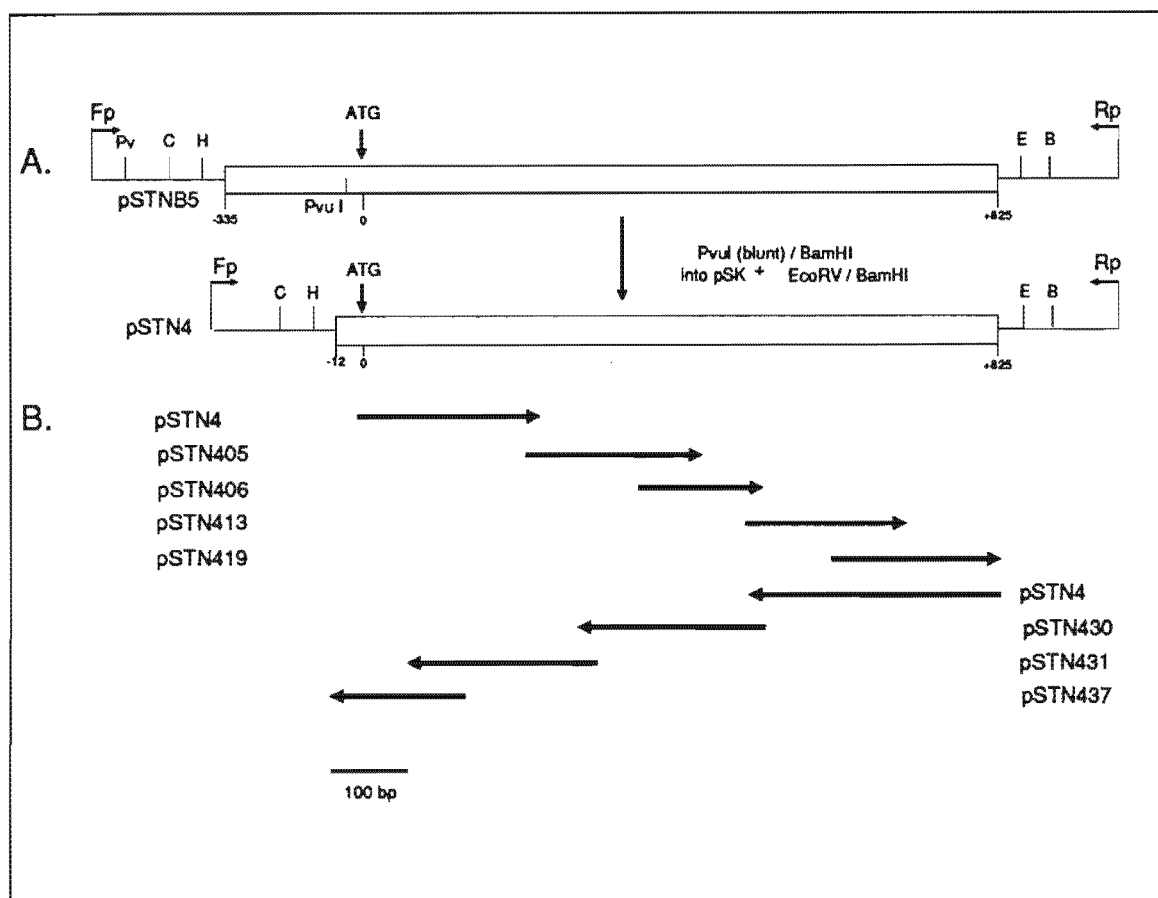 Fp
ATG
Rp
A.
Pv C H
E B
pSTNB5
Pvu I
-335 0 +825
PvuI (blunt) / BamHI
into pSK + EcoRV / BamHI
Fp
ATG
Rp
C H
E B
pSTN4
-12 0 +825
B.
pSTN4
pSTN405
pSTN406
pSTN413
pSTN419
pSTN4
pSTN430
pSTN431
pSTN437
100 bp